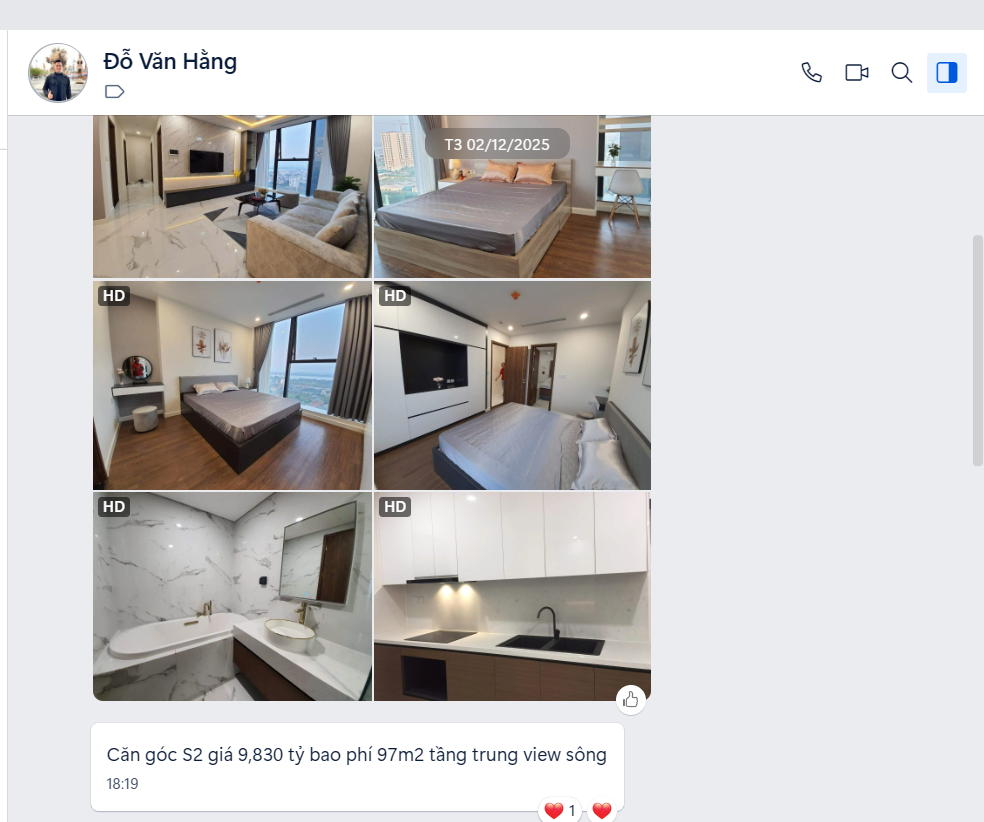 Đỗ Văn Hằng
T3 02/12/2025
HD
HD
HD
HD
Căn góc S2 giá 9,830 tỷ bao phí 97m2 tầng trung view sông
18:19
1